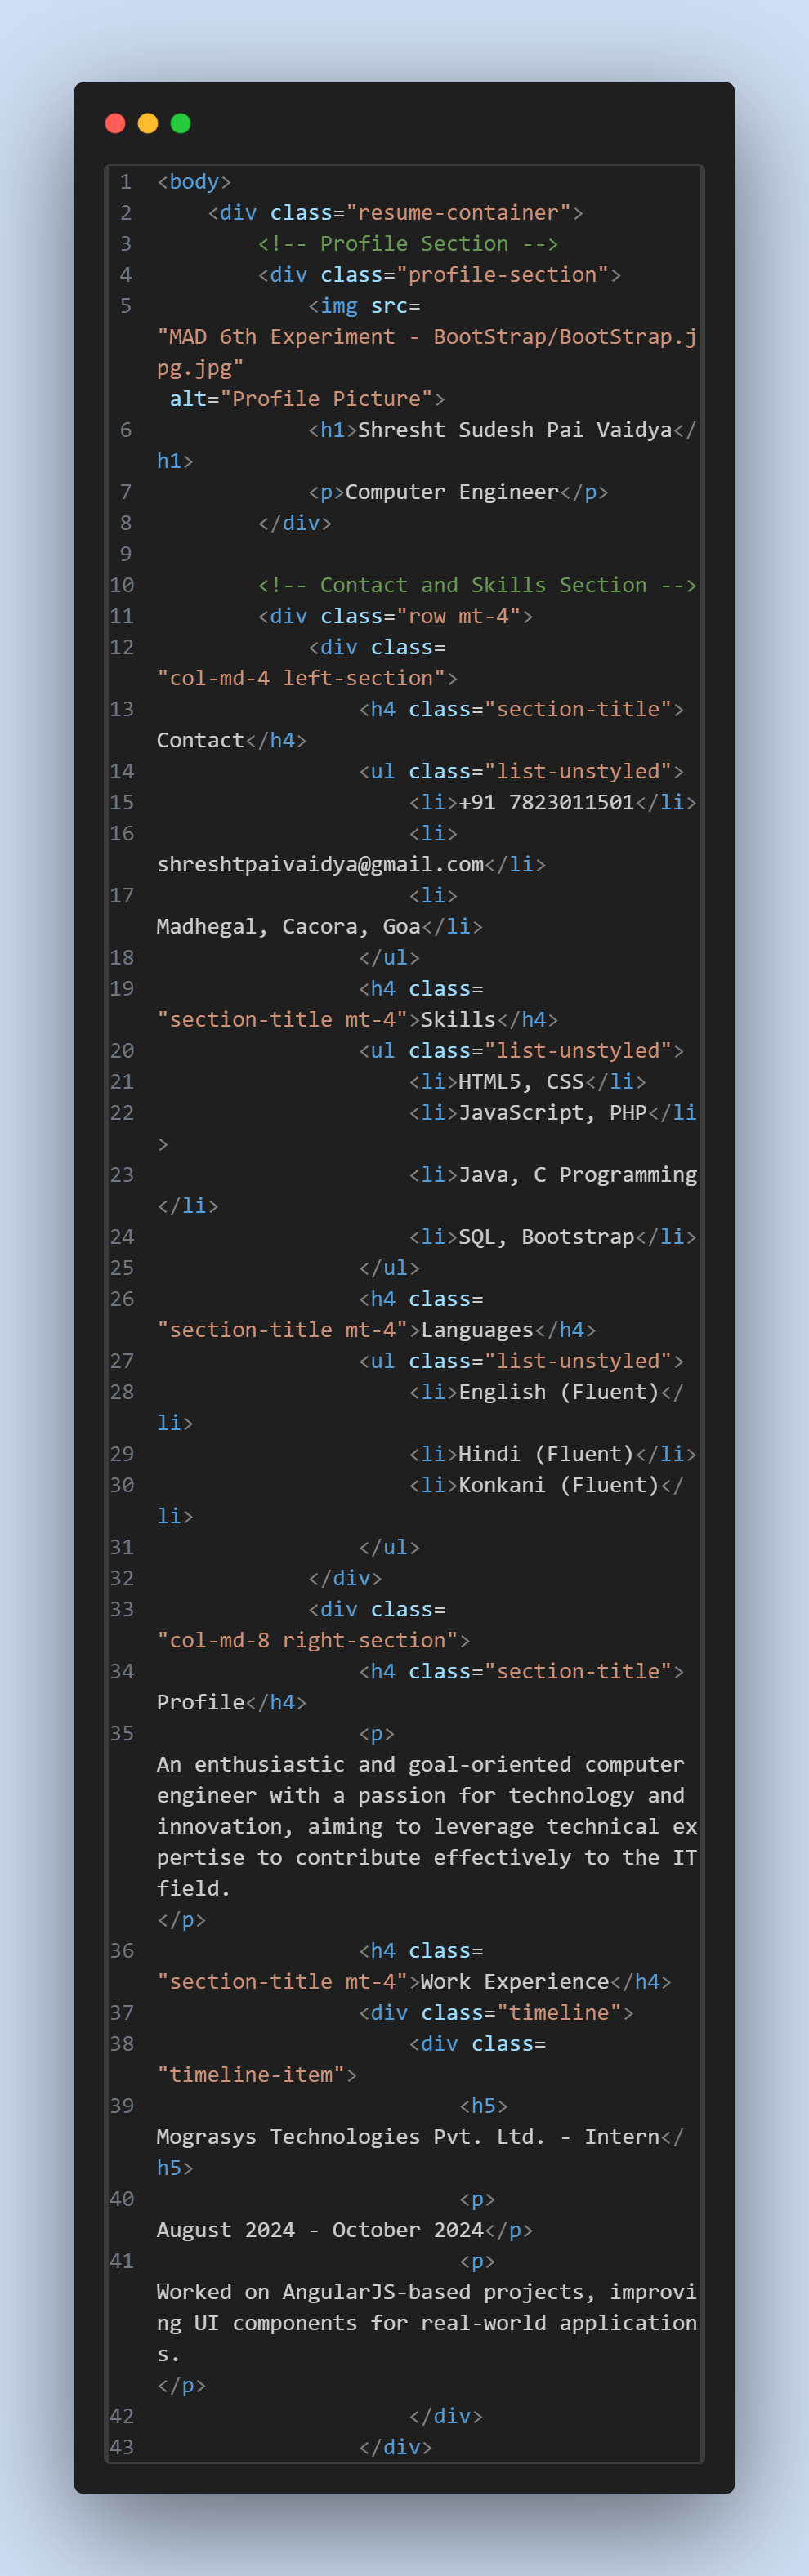 1 <body>
2     <div class="resume-container">
3         <!-- Profile Section -->
4         <div class="profile-section">
5             <img src=
"MAD 6th Experiment - BootStrap/BootStrap.j
pg.jpg"
 alt="Profile Picture">
6             <h1>Shresht Sudesh Pai Vaidya</
h1>
7             <p>Computer Engineer</p>
8         </div>
9
10         <!-- Contact and Skills Section -->
11         <div class="row mt-4">
12             <div class=
"col-md-4 left-section">
13                 <h4 class="section-title">
Contact</h4>
14                 <ul class="list-unstyled">
15                     <li>+91 7823011501</li>
16                     <li>
shreshtpaivaidya@gmail.com</li>
17                     <li>
Madhegal, Cacora, Goa</li>
18                 </ul>
19                 <h4 class=
"section-title mt-4">Skills</h4>
20                 <ul class="list-unstyled">
21                     <li>HTML5, CSS</li>
22                     <li>JavaScript, PHP</li
>
23                     <li>Java, C Programming
</li>
24                     <li>SQL, Bootstrap</li>
25                 </ul>
26                 <h4 class=
"section-title mt-4">Languages</h4>
27                 <ul class="list-unstyled">
28                     <li>English (Fluent)</
li>
29                     <li>Hindi (Fluent)</li>
30                     <li>Konkani (Fluent)</
li>
31                 </ul>
32             </div>
33             <div class=
"col-md-8 right-section">
34                 <h4 class="section-title">
Profile</h4>
35                 <p>
An enthusiastic and goal-oriented computer
engineer with a passion for technology and
innovation, aiming to leverage technical ex
pertise to contribute effectively to the IT
field.
</p>
36                 <h4 class=
"section-title mt-4">Work Experience</h4>
37                 <div class="timeline">
38                     <div class=
"timeline-item">
39                         <h5>
Mograsys Technologies Pvt. Ltd. - Intern</
h5>
40                         <p>
August 2024 - October 2024</p>
41                         <p>
Worked on AngularJS-based projects, improvi
ng UI components for real-world application
s.
</p>
42                     </div>
43                 </div>